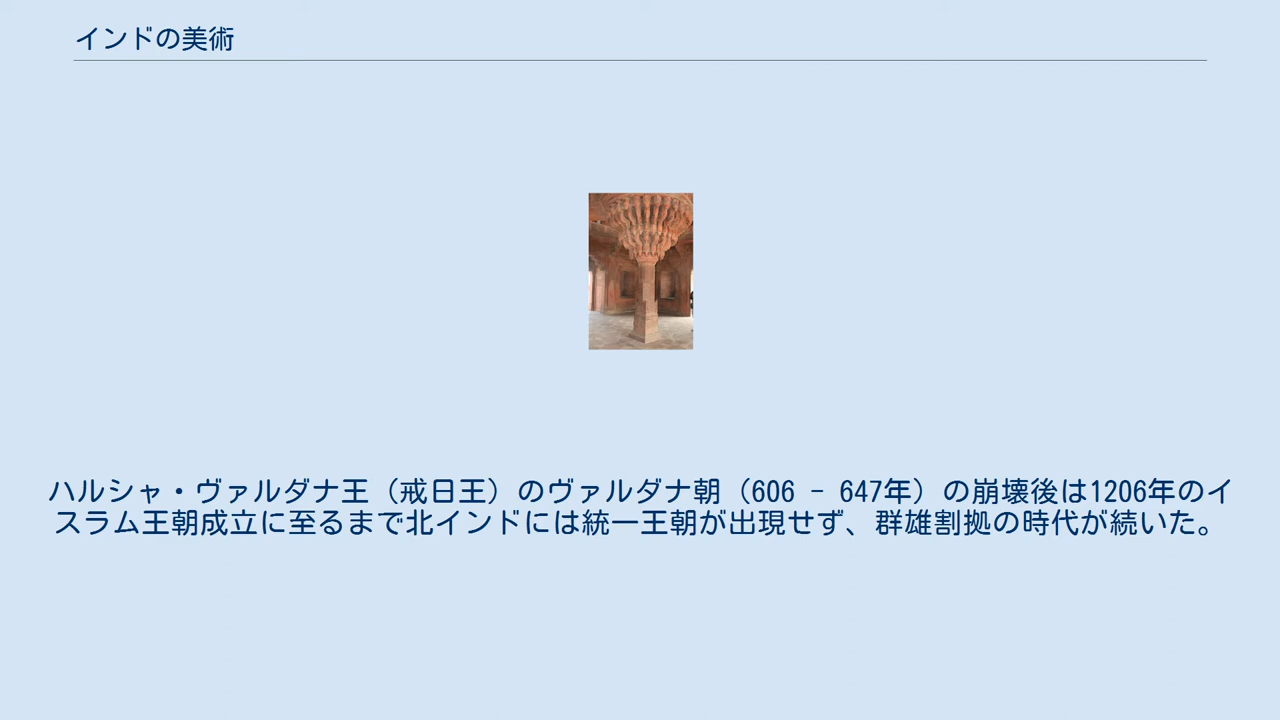 インドの美術
ハルシャ・ヴァルダナ王（戒日王）のヴァルダナ朝（606 - 647年）の崩壊後は1206年のイ
スラム王朝成立に至るまで北インドには統一王朝が出現せず、群雄割拠の時代が続いた。